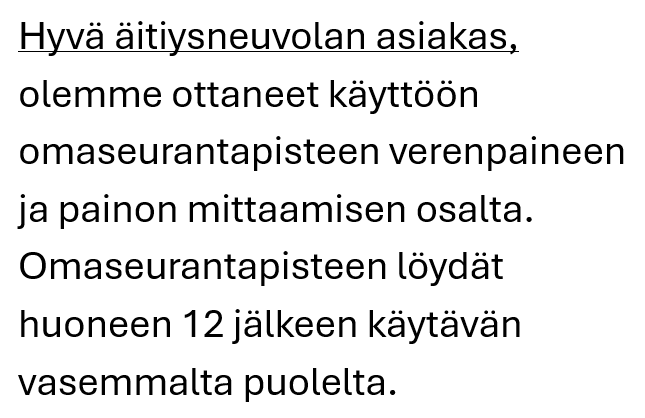 Hyvä äitiysneuvolan asiakas,
olemme ottaneet käyttöön
omaseurantapisteen verenpaineen
ja painon mittaamisen osalta.
Omaseurantapisteen löydät
huoneen 12 jälkeen käytävän
vasemmalta puolelta.